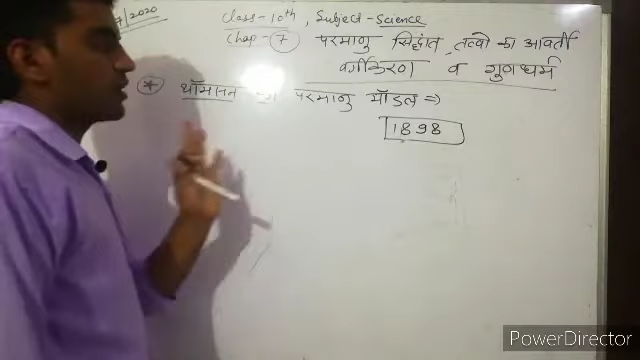 7/2020
Class-10th, Subject-Science
Chap-7 परमाणु सिद्धांत, तत्वो का आवर्ती
वर्गीकरण व गुणधर्म
* थॉमसन का परमाणु मॉडल ⇒
1898
PowerDirector